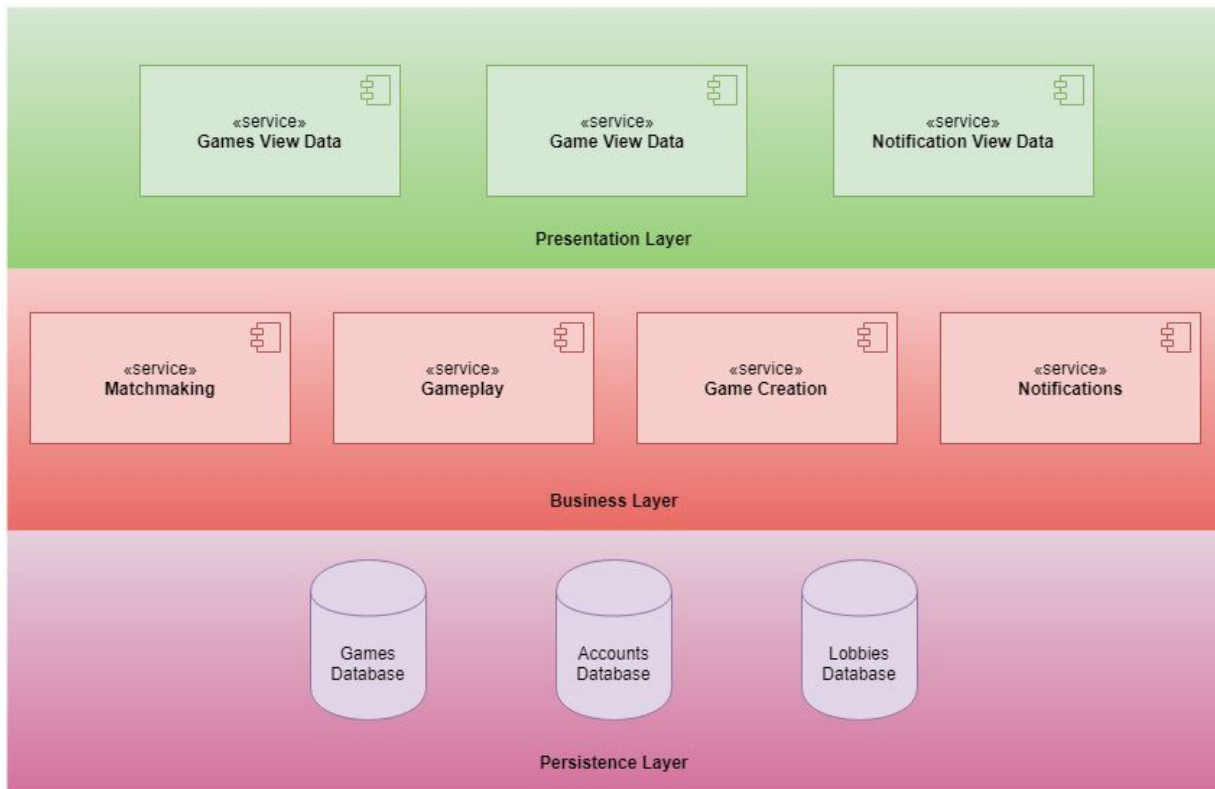 «service»
Games View Data
«service»
Game View Data
«service»
Notification View Data
Presentation Layer
«service»
Matchmaking
«service»
Gameplay
«service»
Game Creation
«service»
Notifications
Business Layer
Games
Database
Accounts
Database
Lobbies
Database
Persistence Layer